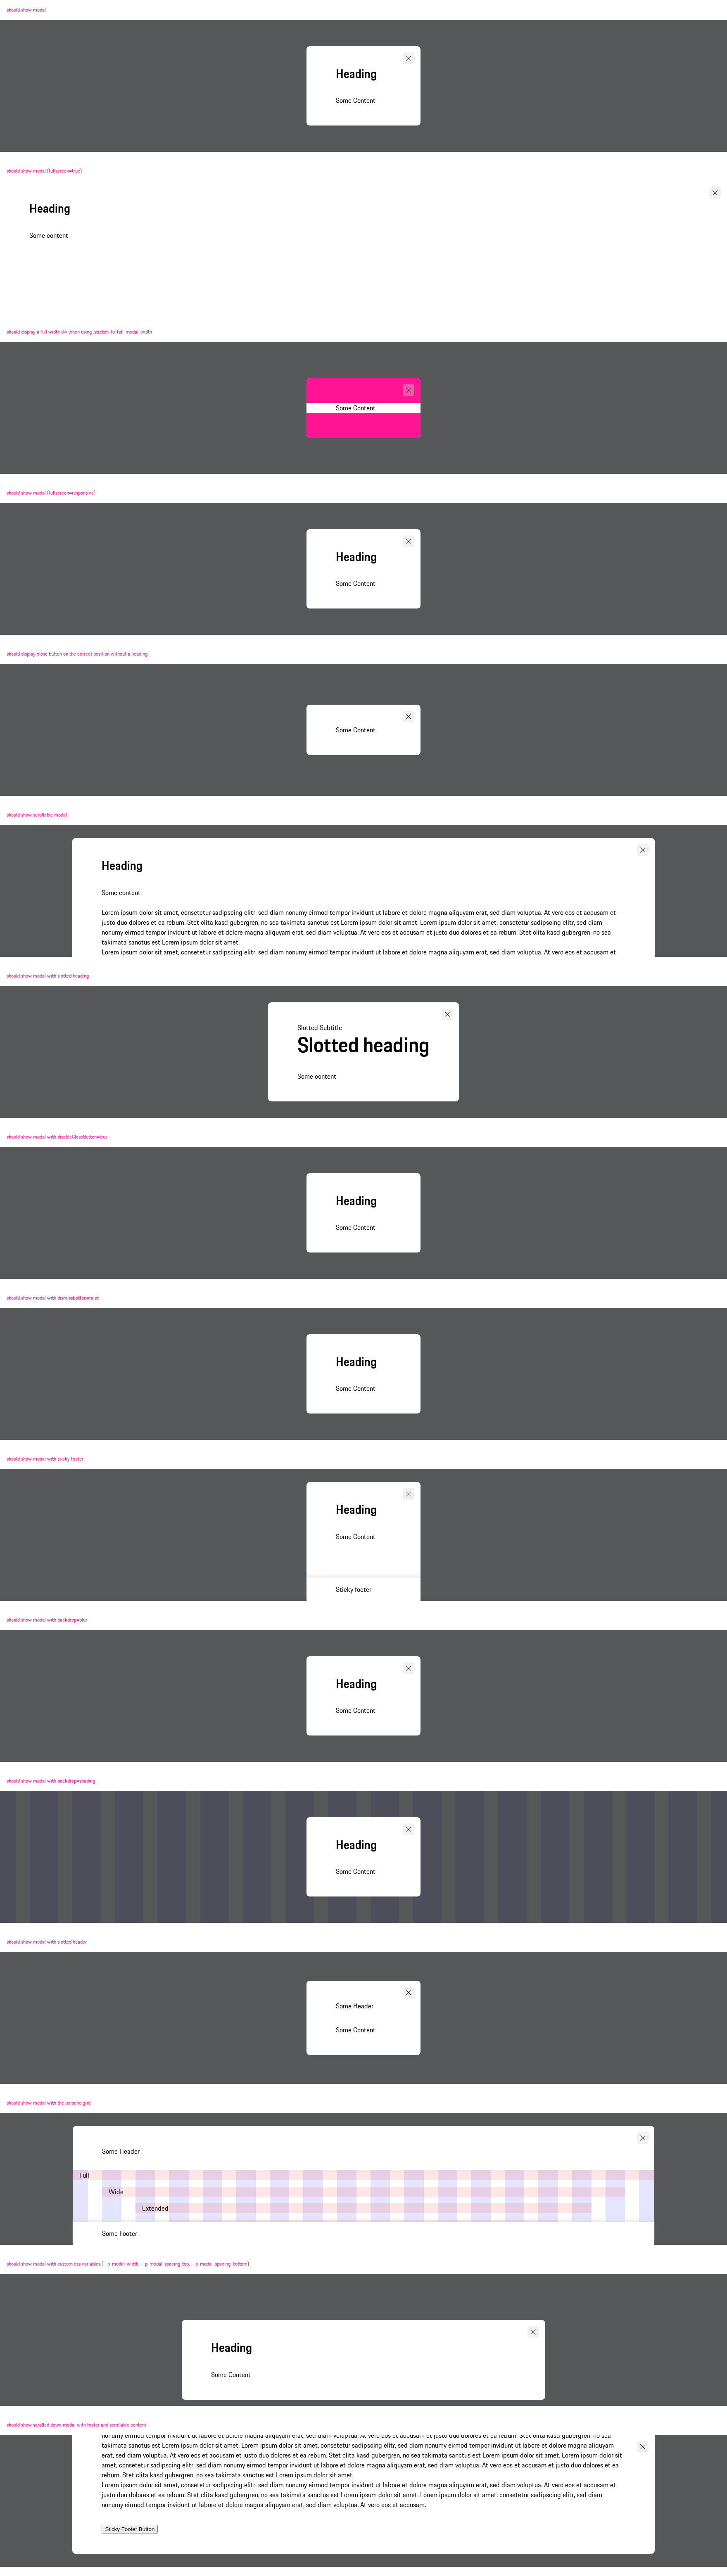 should show modal
Heading
Some Content
should show modal (fullscreen=true)
Heading
Some content
should display a full width div when using .stretch-to-full-modal-width
Some Content
should show modal (fullscreen=responsive)
Heading
Some Content
should display close button on the correct position without a heading
Some Content
should show scrollable modal
Heading
Some content
Lorem ipsum dolor sit amet, consetetur sadipscing elitr, sed diam nonumy eirmod tempor invidunt ut labore et dolore magna aliquyam erat, sed diam voluptua. At vero eos et accusam et
justo duo dolores et ea rebum. Stet clita kasd gubergren, no sea takimata sanctus est Lorem ipsum dolor sit amet. Lorem ipsum dolor sit amet, consetetur sadipscing elitr, sed diam
nonumy eirmod tempor invidunt ut labore et dolore magna aliquyam erat, sed diam voluptua. At vero eos et accusam et justo duo dolores et ea rebum. Stet clita kasd gubergren, no sea
takimata sanctus est Lorem ipsum dolor sit amet.
Lorem ipsum dolor sit amet, consetetur sadipscing elitr, sed diam nonumy eirmod tempor invidunt ut labore et dolore magna aliquyam erat, sed diam voluptua. At vero eos et accusam et
should show modal with slotted heading
Slotted Subtitle
Slotted heading
Some content
should show modal with disableCloseButton=true
Heading
Some Content
should show modal with dismissButton=false
Heading
Some Content
should show modal with sticky footer
Heading
Some Content
Sticky footer
should show modal with backdrop=blur
Heading
Some Content
should show modal with backdrop=shading
Heading
Some Content
should show modal with slotted header
Some Header
Some Content
should show modal with the porsche grid
Some Header
Full
Wide
Extended
Some Footer
should show modal with custom css variables (--p-modal-width, --p-modal-spacing-top, --p-modal-spacing-bottom)
Heading
Some Content
should show scrolled down modal with footer and scrollable content
nonumy eirmod tempor invidunt ut labore et dolore magna aliquyam erat, sed diam voluptua. At vero eos et accusam et justo duo dolores et ea rebum. Stet clita kasd gubergren, no sea
takimata sanctus est Lorem ipsum dolor sit amet. Lorem ipsum dolor sit amet, consetetur sadipscing elitr, sed diam nonumy eirmod tempor invidunt ut labore et dolore magna aliquyam
erat, sed diam voluptua. At vero eos et accusam et justo duo dolores et ea rebum. Stet clita kasd gubergren, no sea takimata sanctus est Lorem ipsum dolor sit amet. Lorem ipsum dolor sit
amet, consetetur sadipscing elitr, sed diam nonumy eirmod tempor invidunt ut labore et dolore magna aliquyam erat, sed diam voluptua. At vero eos et accusam et justo duo dolores et ea
rebum. Stet clita kasd gubergren, no sea takimata sanctus est Lorem ipsum dolor sit amet.
Lorem ipsum dolor sit amet, consetetur sadipscing elitr, sed diam nonumy eirmod tempor invidunt ut labore et dolore magna aliquyam erat, sed diam voluptua. At vero eos et accusam et
justo duo dolores et ea rebum. Stet clita kasd gubergren, no sea takimata sanctus est Lorem ipsum dolor sit amet. Lorem ipsum dolor sit amet, consetetur sadipscing elitr, sed diam
nonumy eirmod tempor invidunt ut labore et dolore magna aliquyam erat, sed diam voluptua. At vero eos et accusam.
Sticky Footer Button